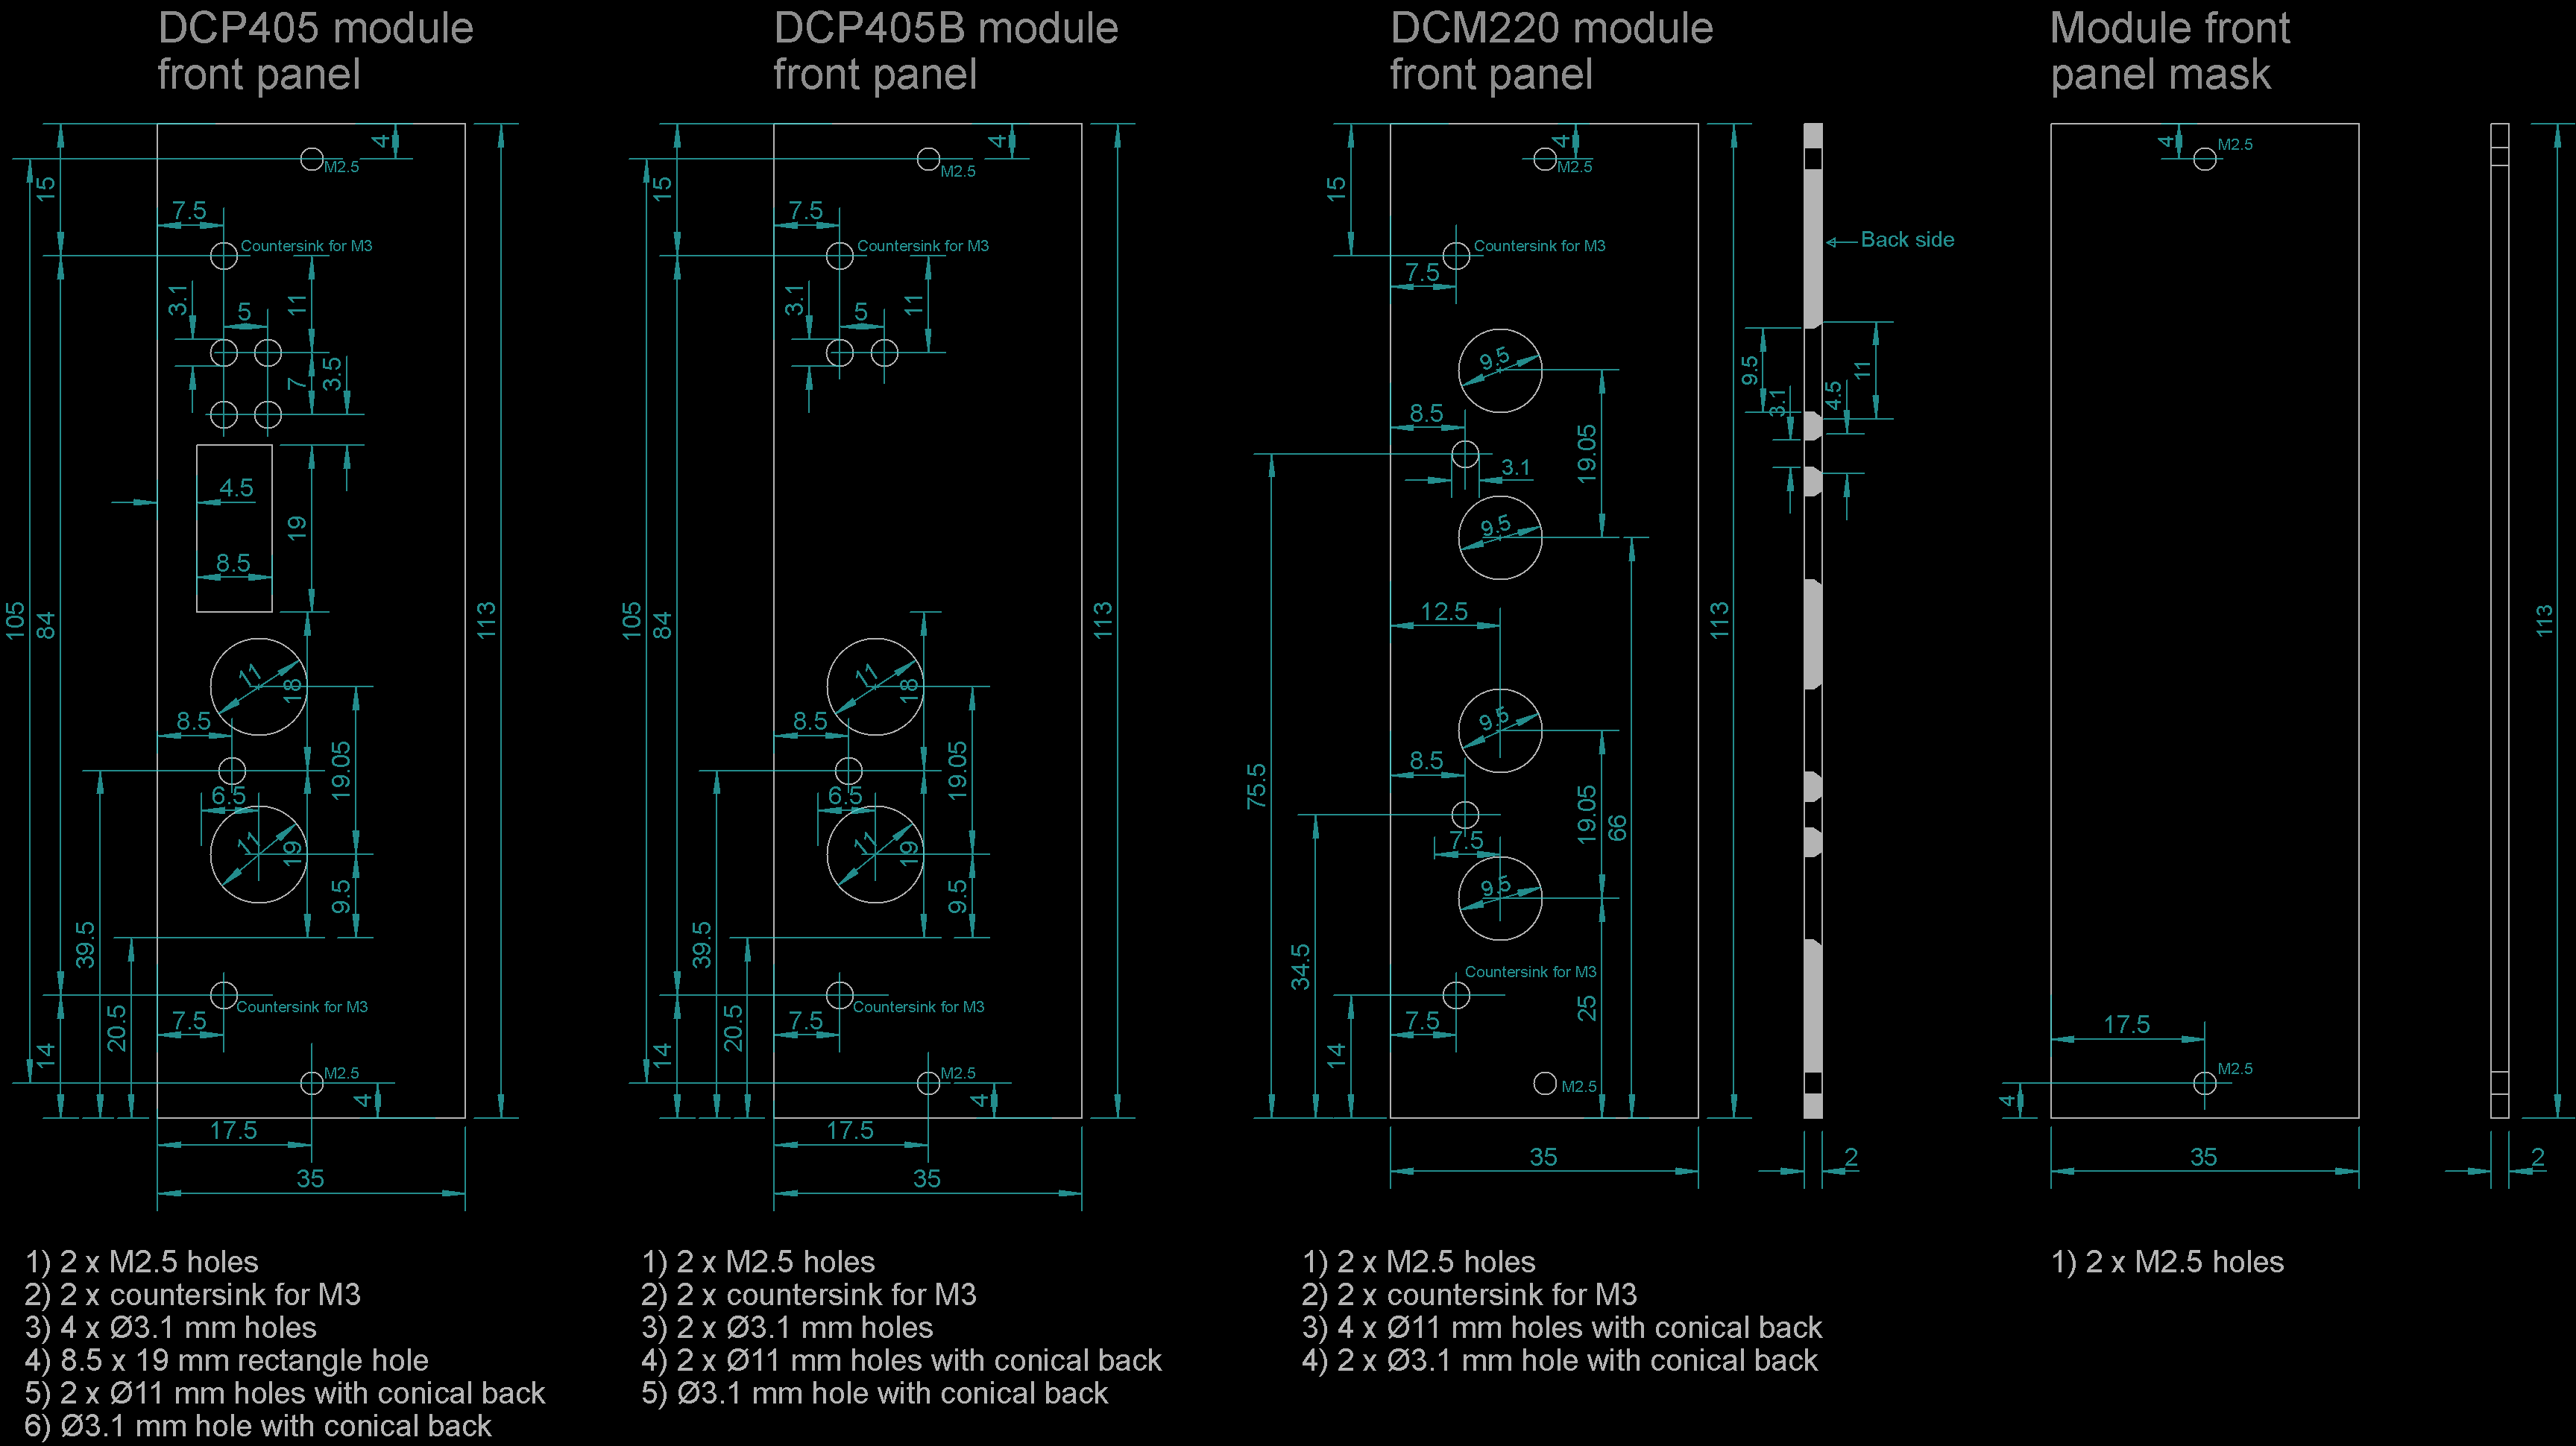 DCP405 module
front panel
4
M2.5
15
7.5
Countersink for M3
3.1
5
11
7
3.5
4.5
19
8.5
105
84
113
11
18
8.5
19.05
6.5
11
19
9.5
39.5
20.5
Countersink for M3
7.5
14
M2.5
4
17.5
35
1) 2 x M2.5 holes
2) 2 x countersink for M3
3) 4 x Ø3.1 mm holes
4) 8.5 x 19 mm rectangle hole
5) 2 x Ø11 mm holes with conical back
6) Ø3.1 mm hole with conical back
DCP405B module
front panel
4
M2.5
15
7.5
Countersink for M3
3.1
5
11
105
84
113
11
18
8.5
19.05
6.5
11
19
9.5
39.5
20.5
Countersink for M3
7.5
14
M2.5
4
17.5
35
1) 2 x M2.5 holes
2) 2 x countersink for M3
3) 2 x Ø3.1 mm holes
4) 2 x Ø11 mm holes with conical back
5) Ø3.1 mm hole with conical back
DCM220 module
front panel
4
M2.5
15
Countersink for M3
7.5
Back side
9.5
9.5
11
3.1
4.5
8.5
19.05
3.1
9.5
12.5
113
9.5
8.5
75.5
19.05
66
7.5
9.5
34.5
Countersink for M3
25
7.5
14
M2.5
35
2
1) 2 x M2.5 holes
2) 2 x countersink for M3
3) 4 x Ø11 mm holes with conical back
4) 2 x Ø3.1 mm hole with conical back
Module front
panel mask
4
M2.5
113
17.5
M2.5
4
35
2
1) 2 x M2.5 holes